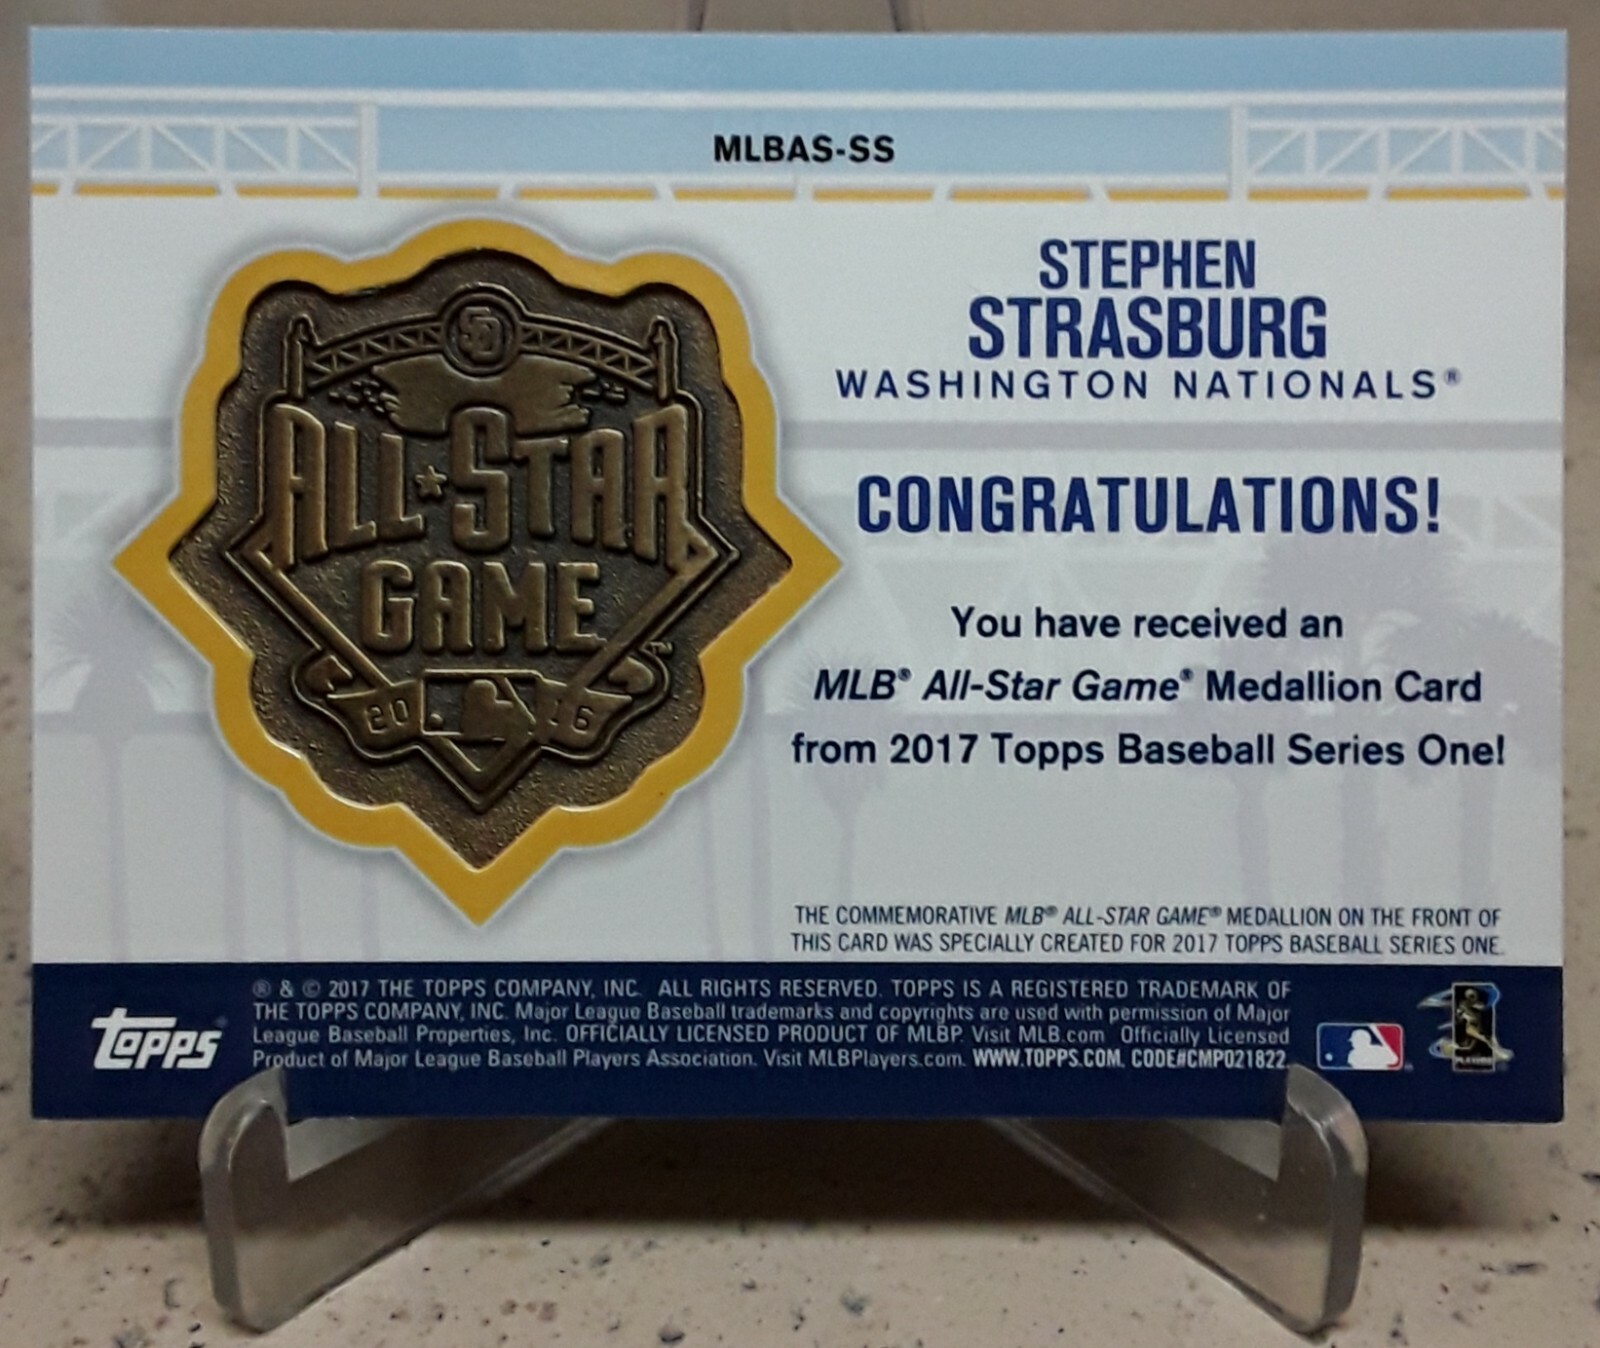 MLBAS-SS
STEPHEN
STRASBURG
WASHINGTON NATIONALS®
SD
ALL★STAR
GAME™
20 16
CONGRATULATIONS!
You have received an
MLB® All-Star Game® Medallion Card
from 2017 Topps Baseball Series One!
THE COMMEMORATIVE MLB® ALL-STAR GAME® MEDALLION ON THE FRONT OF
THIS CARD WAS SPECIALLY CREATED FOR 2017 TOPPS BASEBALL SERIES ONE.
topps®
® & © 2017 THE TOPPS COMPANY, INC. ALL RIGHTS RESERVED. TOPPS IS A REGISTERED TRADEMARK OF
THE TOPPS COMPANY, INC. Major League Baseball trademarks and copyrights are used with permission of Major
League Baseball Properties, Inc. OFFICIALLY LICENSED PRODUCT OF MLBP. Visit MLB.com Officially Licensed
Product of Major League Baseball Players Association. Visit MLBPlayers.com. WWW.TOPPS.COM. CODE#CMP021822